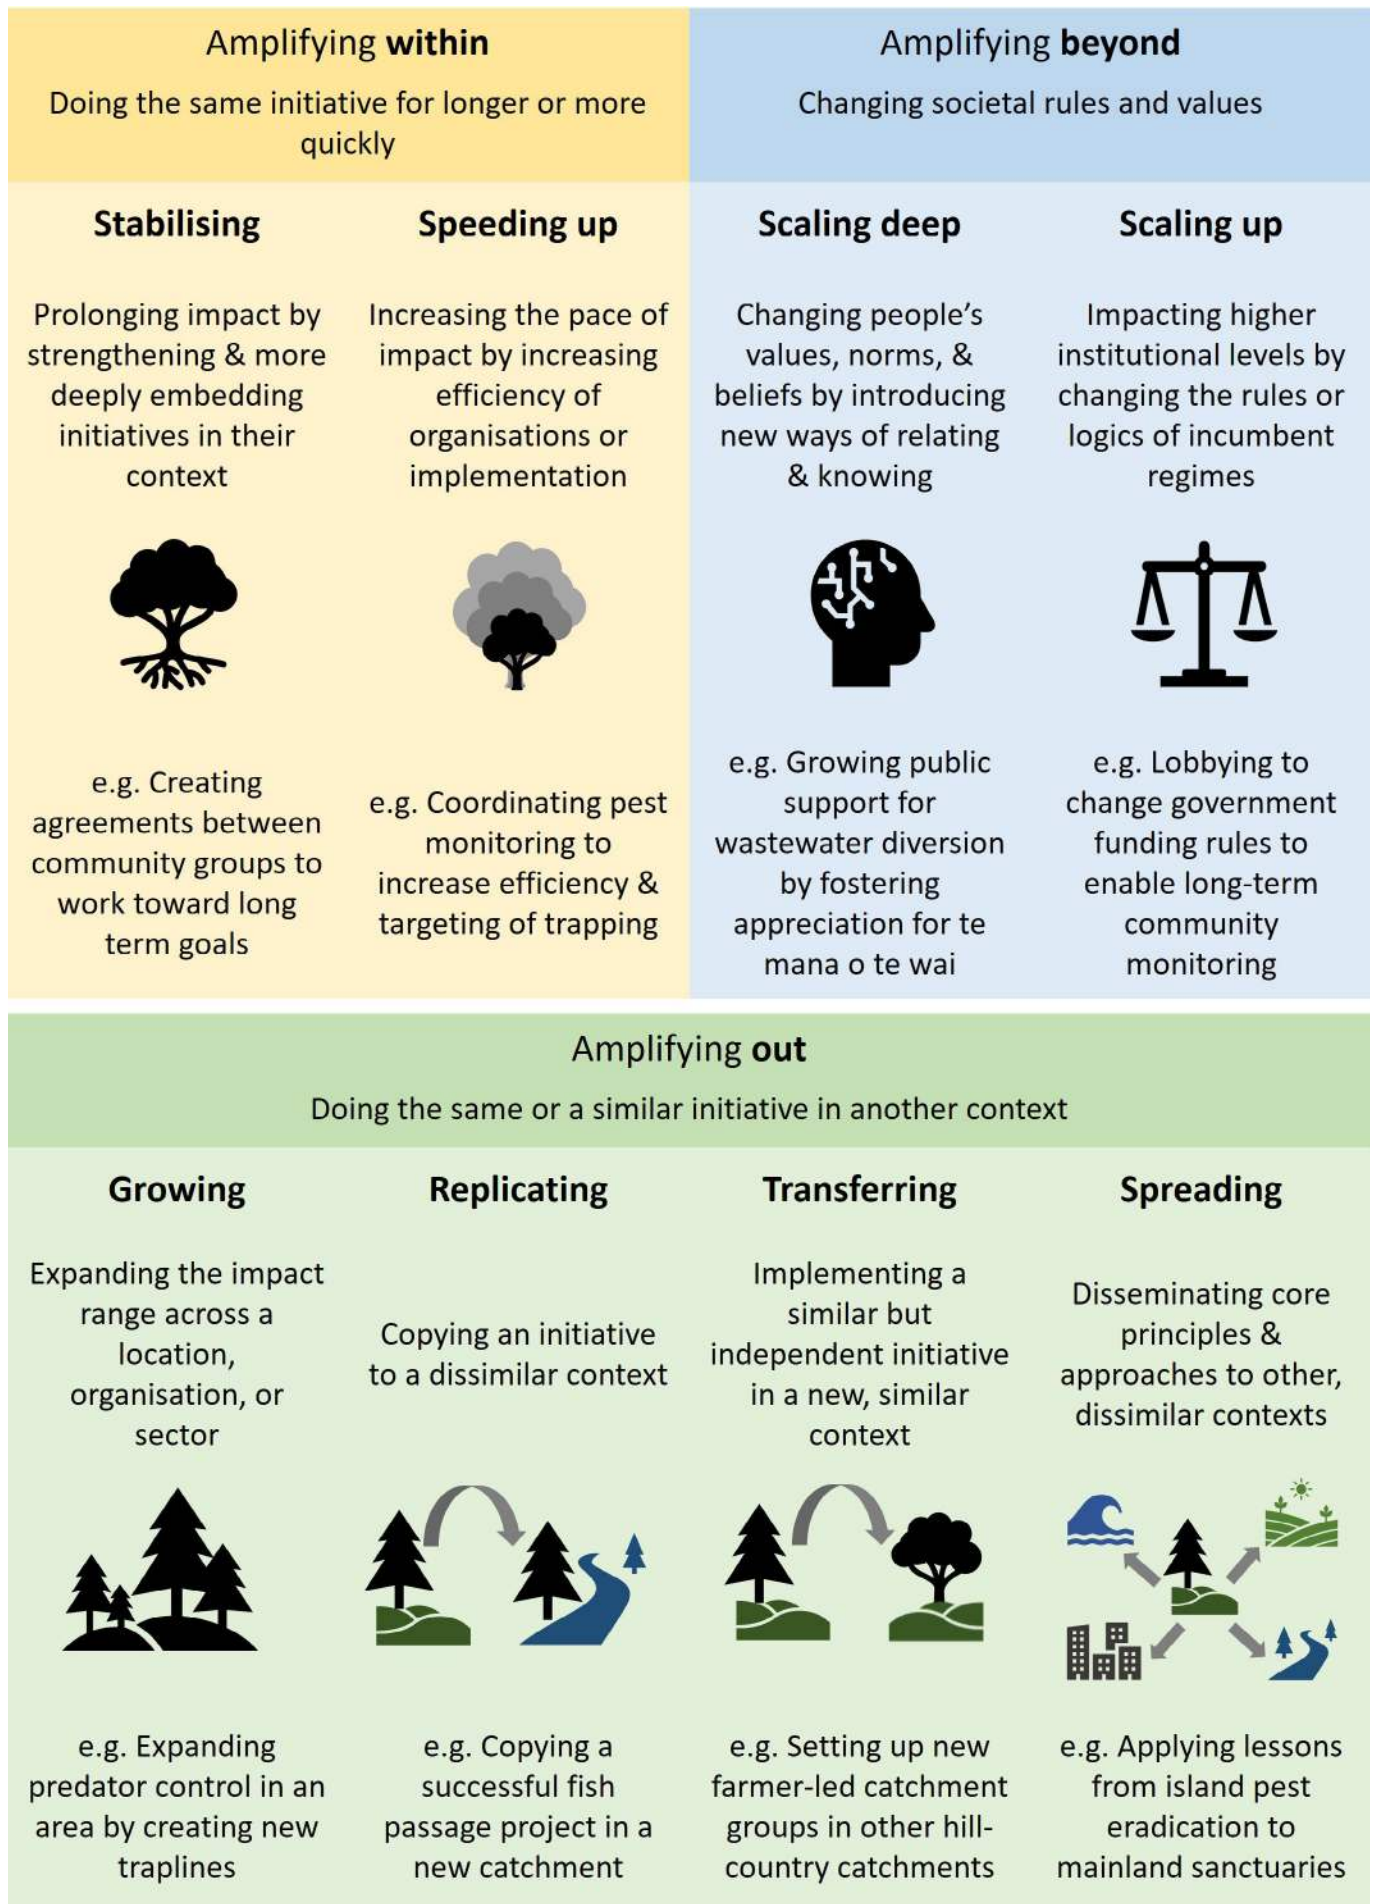 Amplifying within
Doing the same initiative for longer or more
quickly
Amplifying beyond
Changing societal rules and values
Stabilising
Prolonging impact by
strengthening & more
deeply embedding
initiatives in their
context
e.g. Creating
agreements between
community groups to
work toward long
term goals
Speeding up
Increasing the pace of
impact by increasing
efficiency of
organisations or
implementation
e.g. Coordinating pest
monitoring to
increase efficiency &
targeting of trapping
Scaling deep
Changing people’s
values, norms, &
beliefs by introducing
new ways of relating
& knowing
e.g. Growing public
support for
wastewater diversion
by fostering
appreciation for te
mana o te wai
Scaling up
Impacting higher
institutional levels by
changing the rules or
logics of incumbent
regimes
e.g. Lobbying to
change government
funding rules to
enable long-term
community
monitoring
Amplifying out
Doing the same or a similar initiative in another context
Growing
Expanding the impact
range across a
location,
organisation, or
sector
e.g. Expanding
predator control in an
area by creating new
traplines
Replicating
Copying an initiative
to a dissimilar context
e.g. Copying a
successful fish
passage project in a
new catchment
Transferring
Implementing a
similar but
independent initiative
in a new, similar
context
e.g. Setting up new
farmer-led catchment
groups in other hill-
country catchments
Spreading
Disseminating core
principles &
approaches to other,
dissimilar contexts
e.g. Applying lessons
from island pest
eradication to
mainland sanctuaries